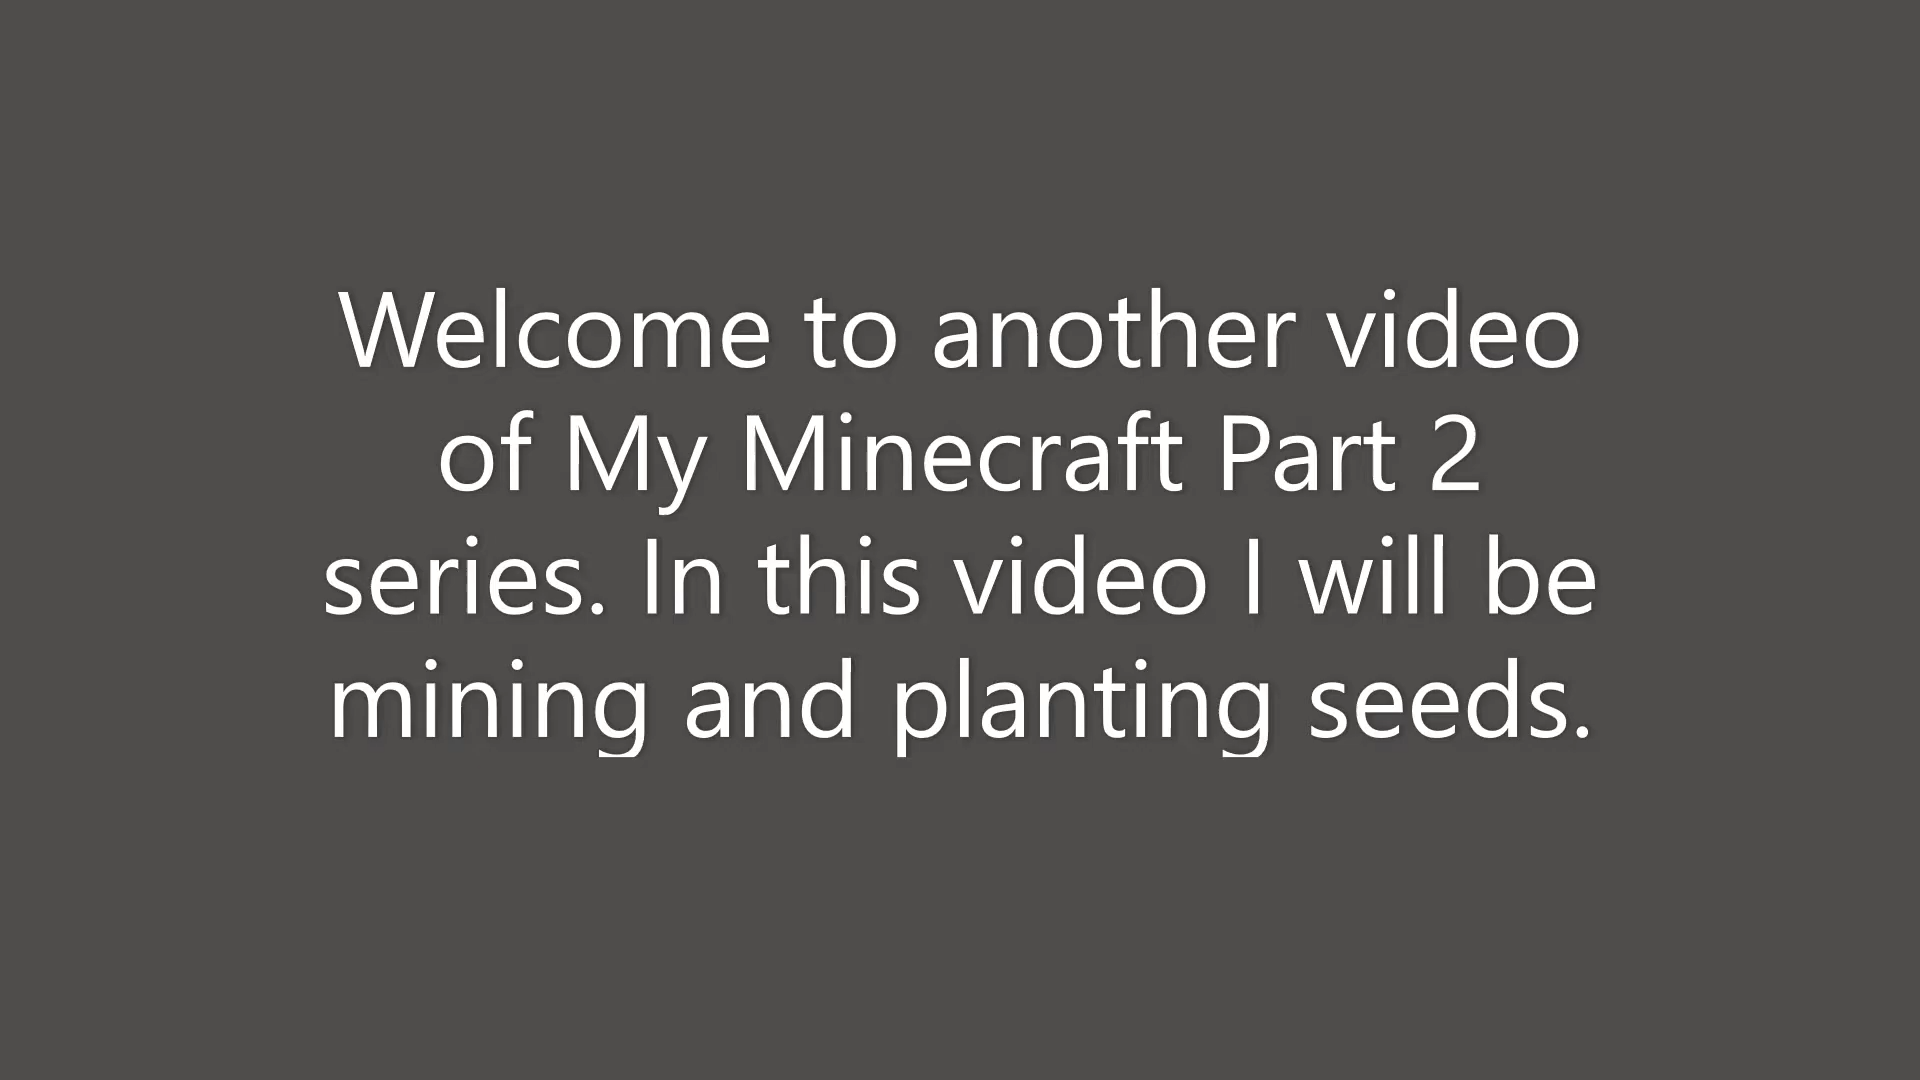 Welcome to another video
of My Minecraft Part 2
series. In this video I will be
mining and planting seeds.